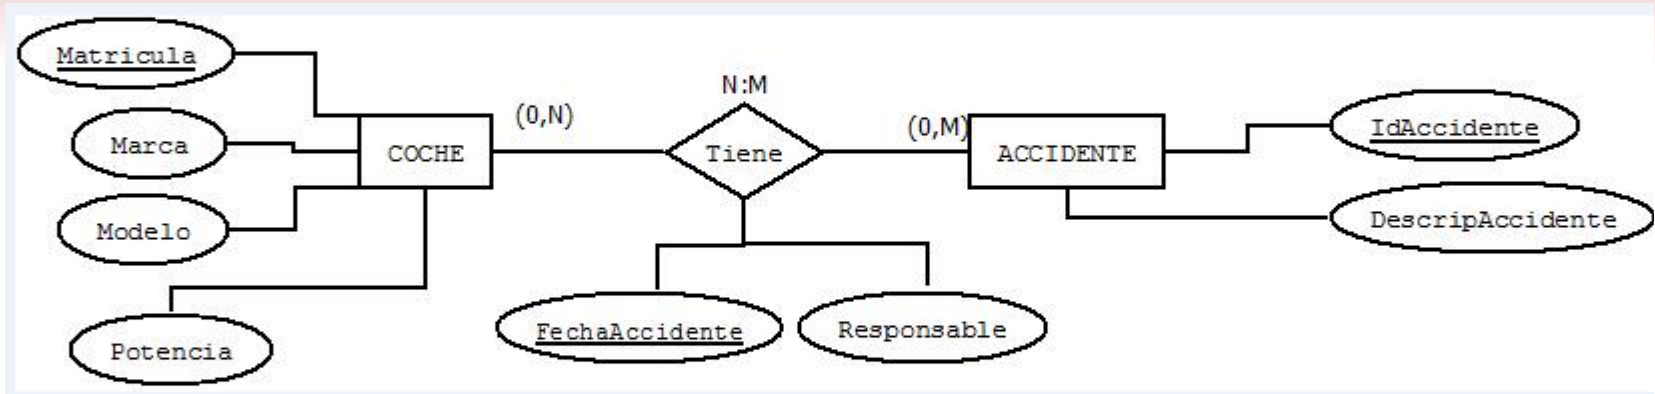 Matricula
N:M
(0,N)
(0,M)
IdAccidente
Marca
COCHE
Tiene
ACCIDENTE
Modelo
DescripAccidente
FechaAccidente
Responsable
Potencia